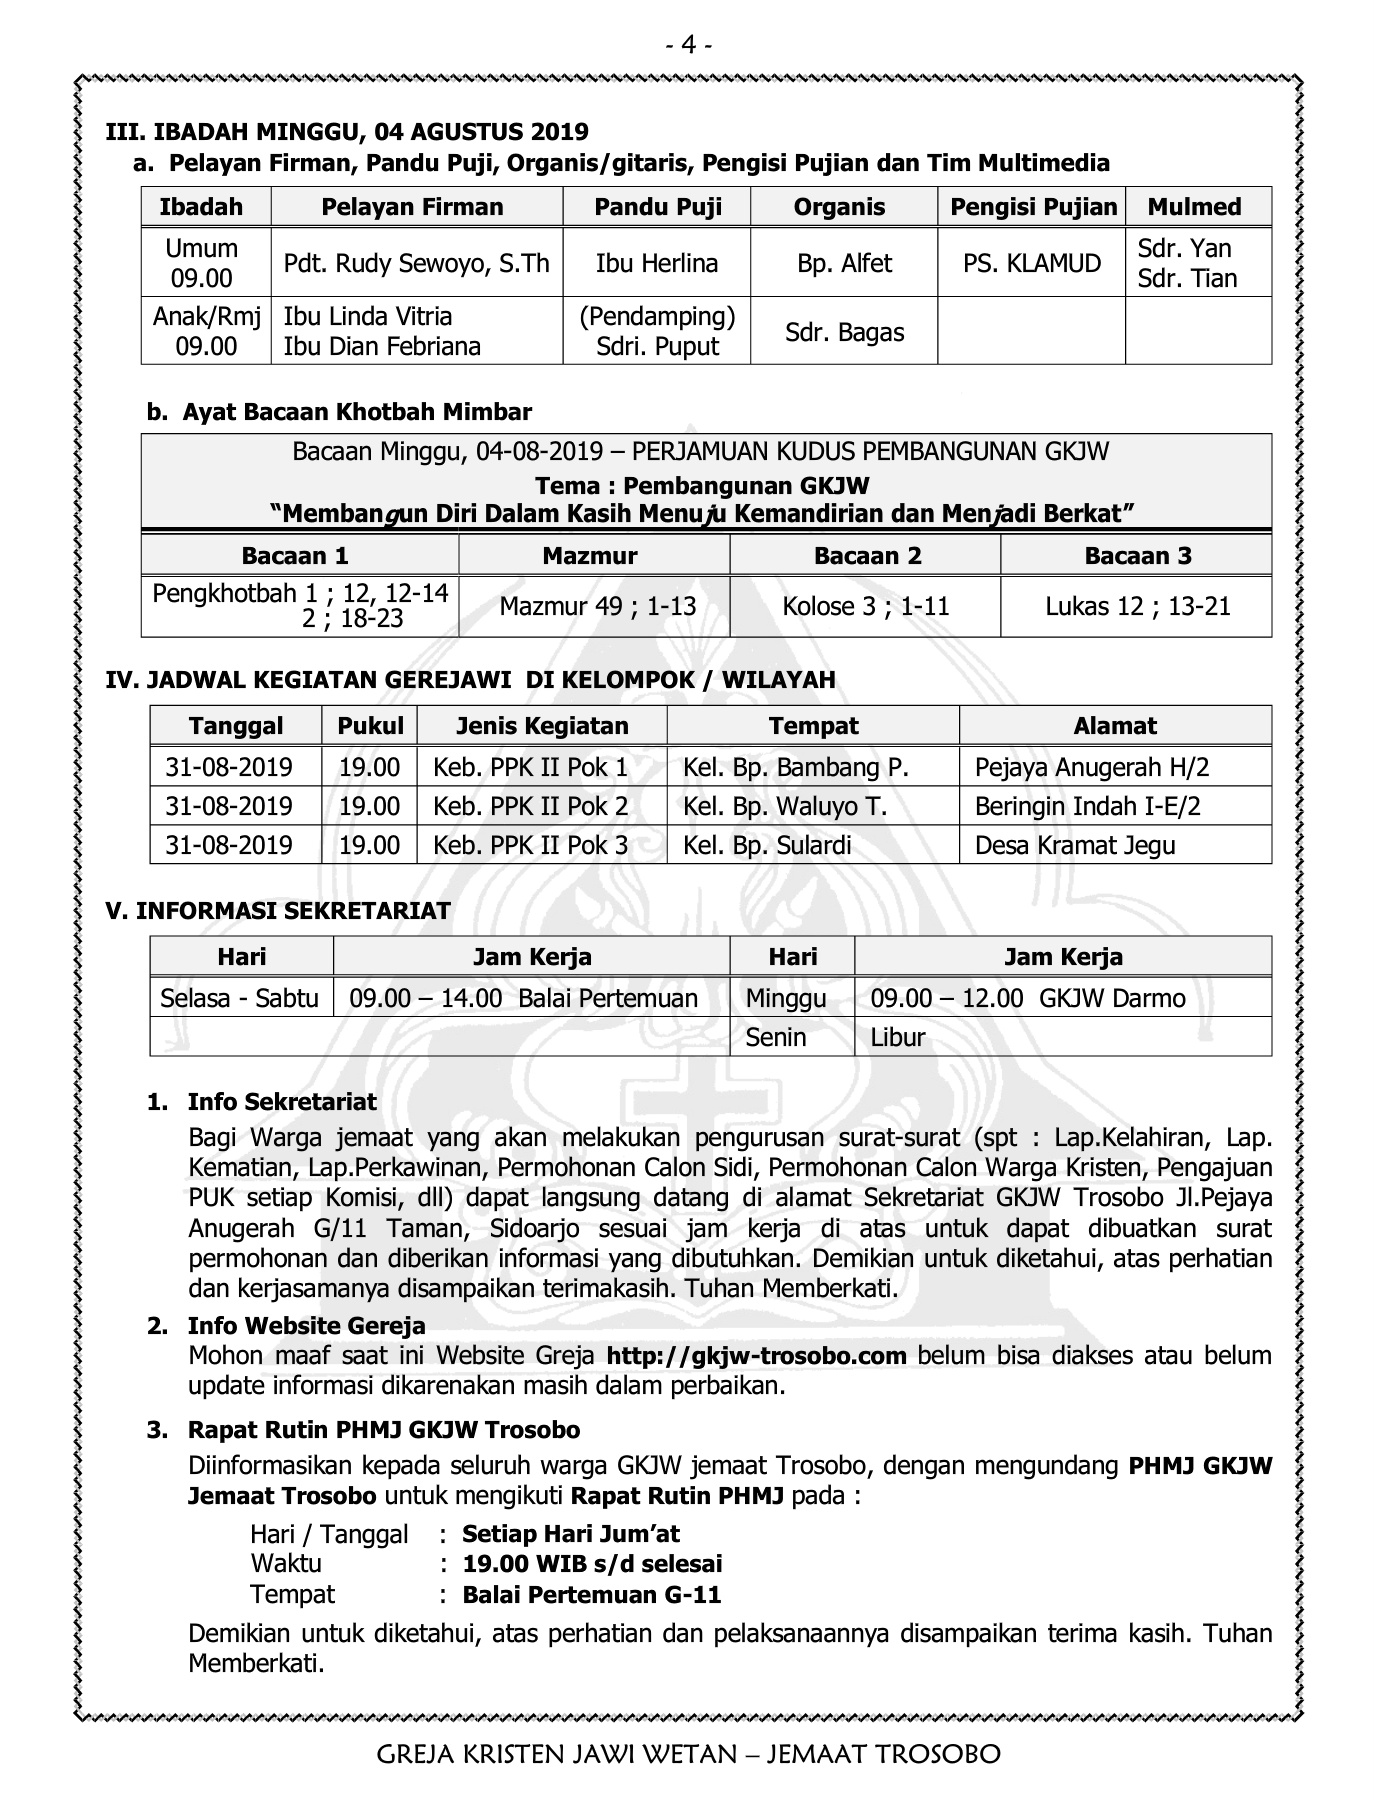 - 4 -
III. IBADAH MINGGU, 04 AGUSTUS 2019
a. Pelayan Firman, Pandu Puji, Organis/gitaris, Pengisi Pujian dan Tim Multimedia
Ibadah Pelayan Firman Pandu Puji Organis Pengisi Pujian Mulmed
Umum 09.00 Pdt. Rudy Sewoyo, S.Th Ibu Herlina Bp. Alfet PS. KLAMUD Sdr. Yan Sdr. Tian
Anak/Rmj 09.00 Ibu Linda Vitria Ibu Dian Febriana (Pendamping) Sdri. Puput Sdr. Bagas
b. Ayat Bacaan Khotbah Mimbar
Bacaan Minggu, 04-08-2019 – PERJAMUAN KUDUS PEMBANGUNAN GKJW
Tema : Pembangunan GKJW
“Membangun Diri Dalam Kasih Menuju Kemandirian dan Menjadi Berkat”
Bacaan 1 Mazmur Bacaan 2 Bacaan 3
Pengkhotbah 1 ; 12, 12-14 2 ; 18-23 Mazmur 49 ; 1-13 Kolose 3 ; 1-11 Lukas 12 ; 13-21
IV. JADWAL KEGIATAN GEREJAWI DI KELOMPOK / WILAYAH
Tanggal Pukul Jenis Kegiatan Tempat Alamat
31-08-2019 19.00 Keb. PPK II Pok 1 Kel. Bp. Bambang P. Pejaya Anugerah H/2
31-08-2019 19.00 Keb. PPK II Pok 2 Kel. Bp. Waluyo T. Beringin Indah I-E/2
31-08-2019 19.00 Keb. PPK II Pok 3 Kel. Bp. Sulardi Desa Kramat Jegu
V. INFORMASI SEKRETARIAT
Hari Jam Kerja Hari Jam Kerja
Selasa - Sabtu 09.00 – 14.00 Balai Pertemuan Minggu 09.00 – 12.00 GKJW Darmo
Senin Libur
1. Info Sekretariat
Bagi Warga jemaat yang akan melakukan pengurusan surat-surat (spt : Lap.Kelahiran, Lap.
Kematian, Lap.Perkawinan, Permohonan Calon Sidi, Permohonan Calon Warga Kristen, Pengajuan
PUK setiap Komisi, dll) dapat langsung datang di alamat Sekretariat GKJW Trosobo Jl.Pejaya
Anugerah G/11 Taman, Sidoarjo sesuai jam kerja di atas untuk dapat dibuatkan surat
permohonan dan diberikan informasi yang dibutuhkan. Demikian untuk diketahui, atas perhatian
dan kerjasamanya disampaikan terimakasih. Tuhan Memberkati.
2. Info Website Gereja
Mohon maaf saat ini Website Greja http://gkjw-trosobo.com belum bisa diakses atau belum
update informasi dikarenakan masih dalam perbaikan.
3. Rapat Rutin PHMJ GKJW Trosobo
Diinformasikan kepada seluruh warga GKJW jemaat Trosobo, dengan mengundang PHMJ GKJW
Jemaat Trosobo untuk mengikuti Rapat Rutin PHMJ pada :
Hari / Tanggal : Setiap Hari Jum’at
Waktu : 19.00 WIB s/d selesai
Tempat : Balai Pertemuan G-11
Demikian untuk diketahui, atas perhatian dan pelaksanaannya disampaikan terima kasih. Tuhan
Memberkati.
GREJA KRISTEN JAWI WETAN – JEMAAT TROSOBO